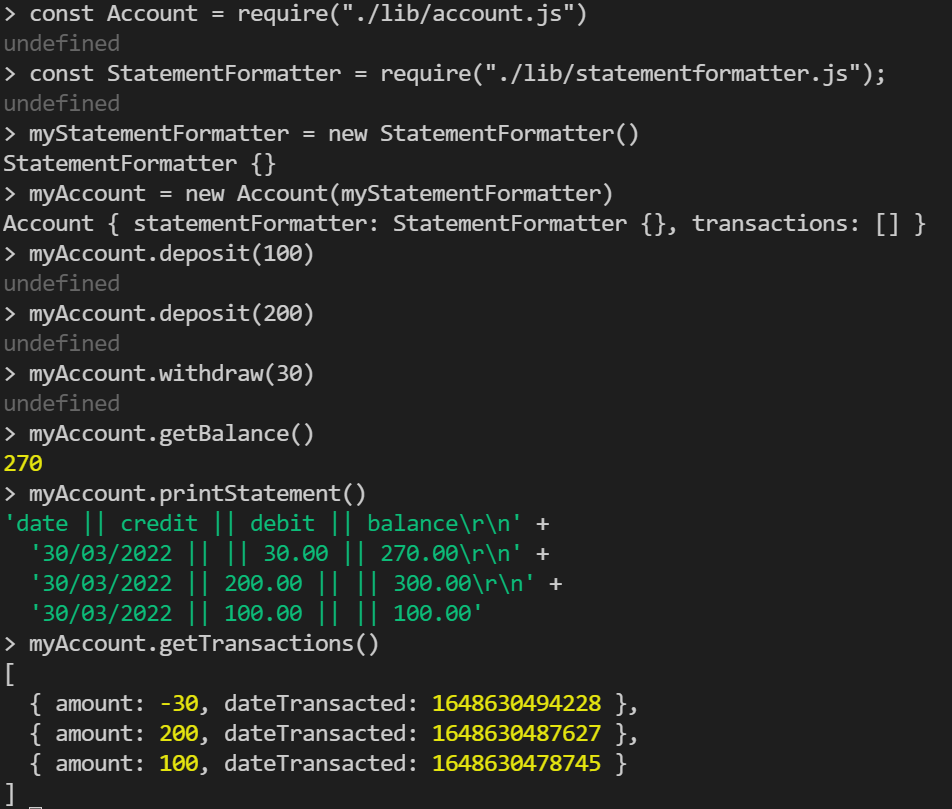 > const Account = require("./lib/account.js")
undefined
> const StatementFormatter = require("./lib/statementformatter.js");
undefined
> myStatementFormatter = new StatementFormatter()
StatementFormatter {}
> myAccount = new Account(myStatementFormatter)
Account { statementFormatter: StatementFormatter {}, transactions: [] }
> myAccount.deposit(100)
undefined
> myAccount.deposit(200)
undefined
> myAccount.withdraw(30)
undefined
> myAccount.getBalance()
270
> myAccount.printStatement()
'date || credit || debit || balance\r\n' +
  '30/03/2022 || || 30.00 || 270.00\r\n' +
  '30/03/2022 || 200.00 || || 300.00\r\n' +
  '30/03/2022 || 100.00 || || 100.00'
> myAccount.getTransactions()
[
  { amount: -30, dateTransacted: 1648630494228 },
  { amount: 200, dateTransacted: 1648630487627 },
  { amount: 100, dateTransacted: 1648630478745 }
]